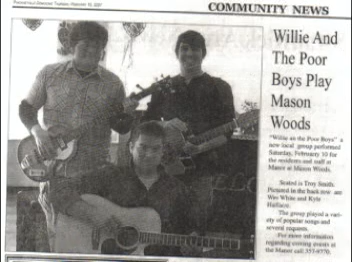 COMMUNITY NEWS
Willie And
The Poor
Boys Play
Mason
Woods
"Willie an the Poor Boys" a
new local group performed
Saturday, February 10 for
the residents and staff at
Manor at Mason Woods.
Seated is Troy Smith.
Pictured in the back row are
Wes White and Kyle
The group played a vari-
ety of popular songs and
several requests.
For more information
regarding coming events at
the Manor call